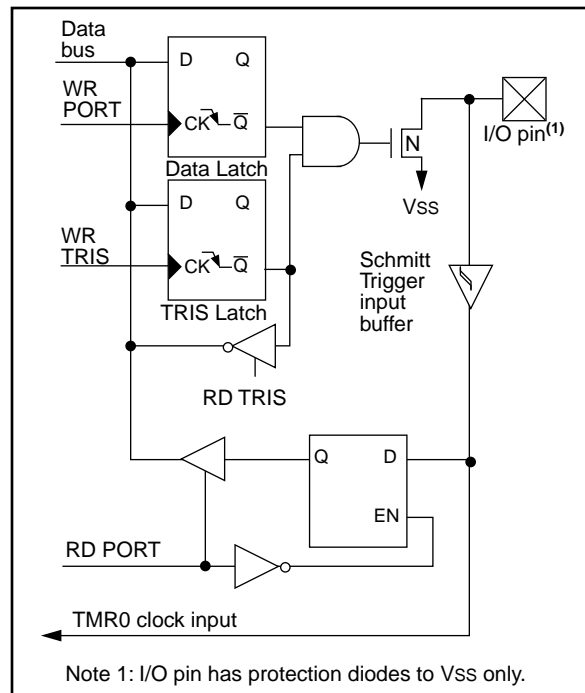 Data
bus
D Q
WR
PORT
CK Q
I/O pin(1)
N
Data Latch
VSS
D Q
WR
TRIS
CK Q
Schmitt
Trigger
input
buffer
TRIS Latch
RD TRIS
Q D
EN
RD PORT
TMR0 clock input
Note 1: I/O pin has protection diodes to VSS only.